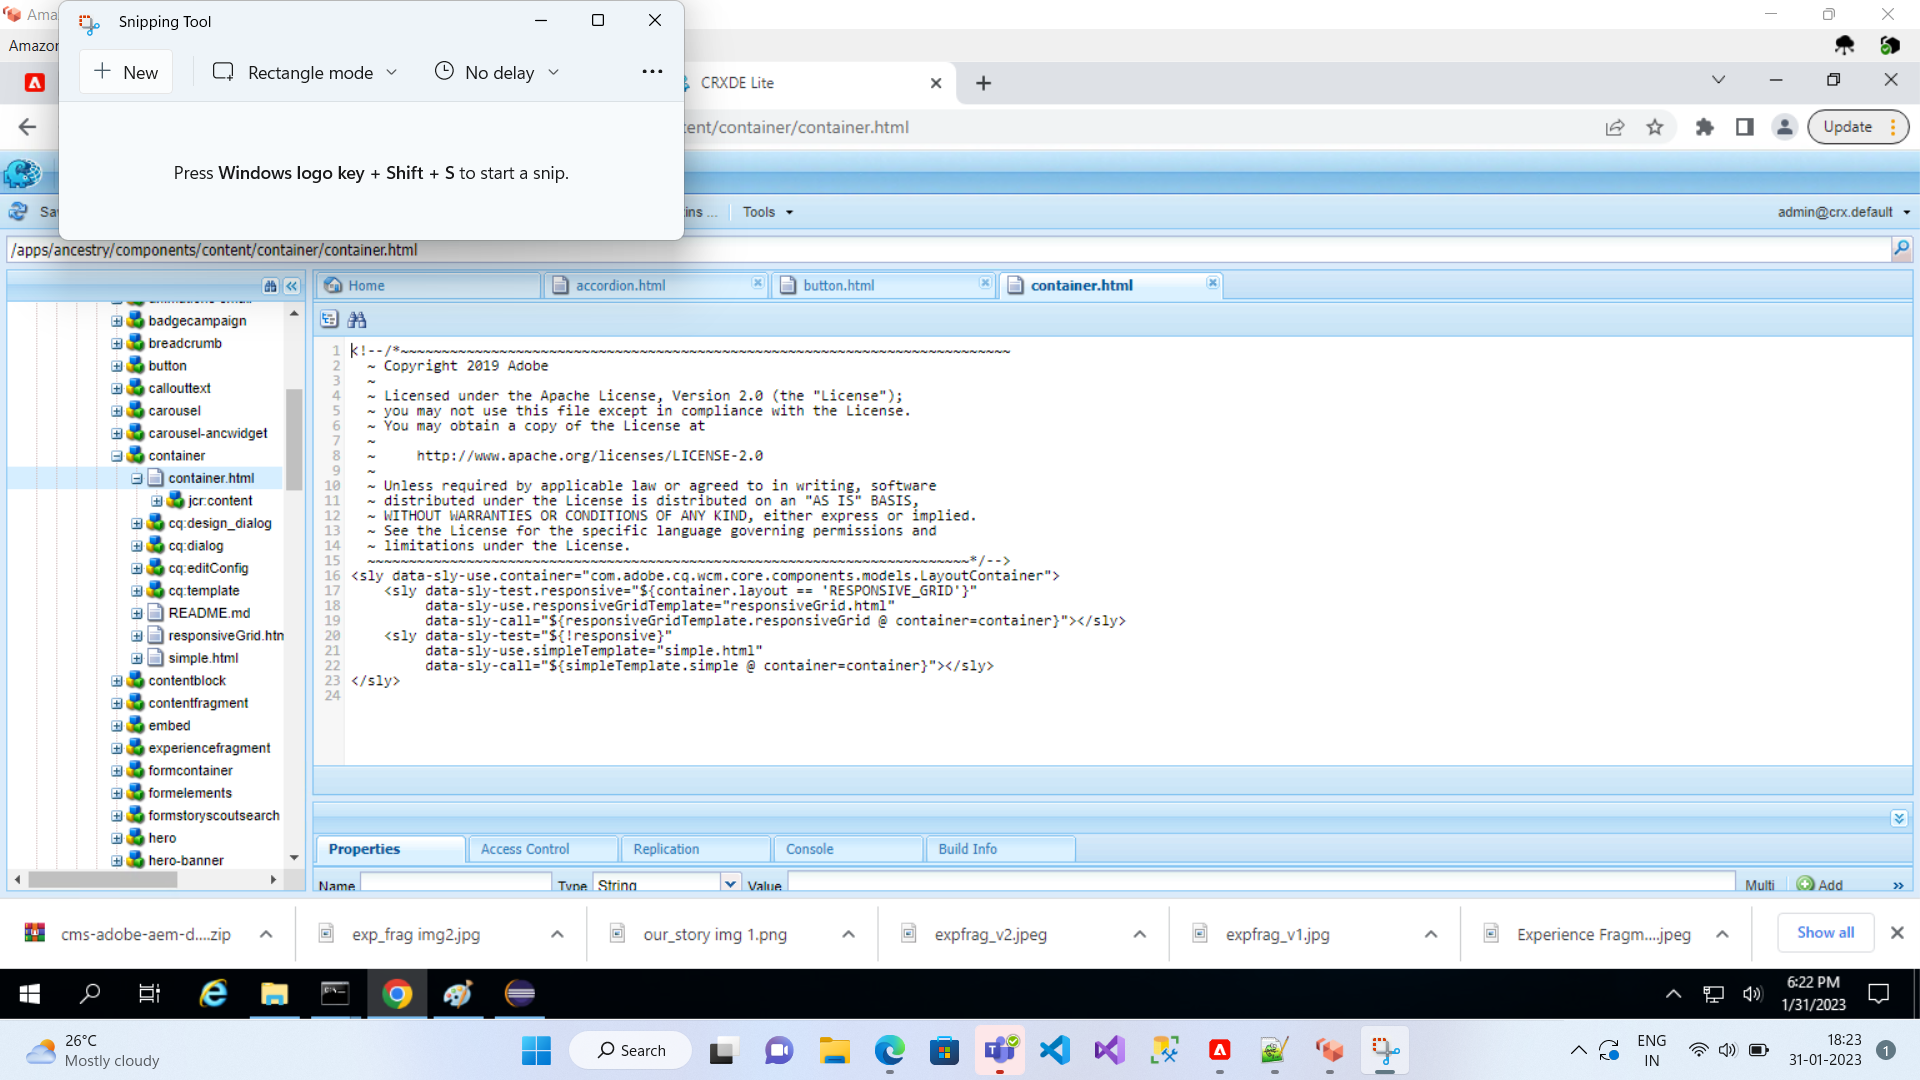 Ama
Snipping Tool
Amazon
New
Rectangle mode
No delay
CRXDE Lite
tent/container/container.html
Update
Press Windows logo key + Shift + S to start a snip.
Sav
ins ...
Tools
admin@crx.default
/apps/ancestry/components/content/container/container.html
Home
accordion.html
button.html
container.html
badgecampaign
breadcrumb
button
callouttext
carousel
carousel-ancwidget
container
container.html
jcr:content
cq:design_dialog
cq:dialog
cq:editConfig
cq:template
README.md
responsiveGrid.htn
simple.html
contentblock
contentfragment
embed
experiencefragment
formcontainer
formelements
formstoryscoutsearch
hero
hero-banner
1 <!--/*~~~~~~~~~~~~~~~~~~~~~~~~~~~~~~~~~~~~~~~~~~~~~~~~~~~~~~~~~~~~~~~~~~~~~~~~~~
2 ~ Copyright 2019 Adobe
3 ~
4 ~ Licensed under the Apache License, Version 2.0 (the "License");
5 ~ you may not use this file except in compliance with the License.
6 ~ You may obtain a copy of the License at
7 ~
8 ~ http://www.apache.org/licenses/LICENSE-2.0
9 ~
10 ~ Unless required by applicable law or agreed to in writing, software
11 ~ distributed under the License is distributed on an "AS IS" BASIS,
12 ~ WITHOUT WARRANTIES OR CONDITIONS OF ANY KIND, either express or implied.
13 ~ See the License for the specific language governing permissions and
14 ~ limitations under the License.
15 ~~~~~~~~~~~~~~~~~~~~~~~~~~~~~~~~~~~~~~~~~~~~~~~~~~~~~~~~~~~~~~~~~~~~~~~~~*/-->
16 <sly data-sly-use.container="com.adobe.cq.wcm.core.components.models.LayoutContainer">
17 <sly data-sly-test.responsive="${container.layout == 'RESPONSIVE_GRID'}"
18 data-sly-use.responsiveGridTemplate="responsiveGrid.html"
19 data-sly-call="${responsiveGridTemplate.responsiveGrid @ container=container}"></sly>
20 <sly data-sly-test="${!responsive}"
21 data-sly-use.simpleTemplate="simple.html"
22 data-sly-call="${simpleTemplate.simple @ container=container}"></sly>
23 </sly>
24
Properties
Access Control
Replication
Console
Build Info
Name
Type
String
Value
Multi
Add
cms-adobe-aem-d....zip
exp_frag img2.jpg
our_story img 1.png
expfrag_v2.jpeg
expfrag_v1.jpg
Experience Fragm....jpeg
Show all
6:22 PM
1/31/2023
26°C
Mostly cloudy
Search
ENG
IN
18:23
31-01-2023
1